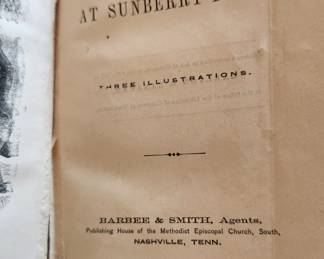 AT SUNBERRY
THREE ILLUSTRATIONS.
BARBEE & SMITH, Agents,
Publishing House of the Methodist Episcopal Church, South,
NASHVILLE, TENN.